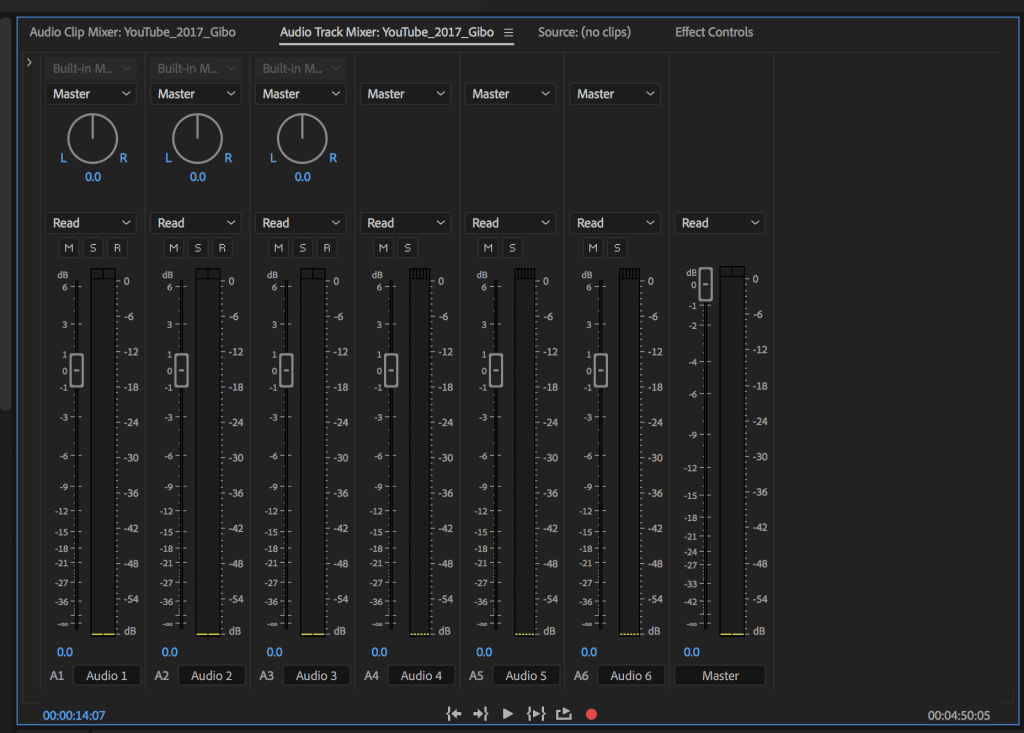 Audio Clip Mixer: YouTube_2017_Gibo Audio Track Mixer: YouTube_2017_Gibo Source: (no clips) Effect Controls
Built-in M... Built-in M... Built-in M...
Master Master Master Master Master Master
L R L R L R
0.0 0.0 0.0
Read Read Read Read Read Read Read
M S R M S R M S R M S M S M S
dB dB dB dB dB dB dB
6 0 6 0 6 0 6 0 6 0 6 0 0 0
-1
3 -6 3 -6 3 -6 3 -6 3 -6 3 -6 -2 -6
1 -12 1 -12 1 -12 1 -12 1 -12 1 -12 -12
0 0 0 0 0 0 -4
-1 -18 -1 -18 -1 -18 -1 -18 -1 -18 -1 -18 -6 -18
-3 -24 -3 -24 -3 -24 -3 -24 -3 -24 -3 -24 -9 -24
-6 -30 -6 -30 -6 -30 -6 -30 -6 -30 -6 -30 -12 -30
-9 -36 -9 -36 -9 -36 -9 -36 -9 -36 -9 -36 -15 -36
-12 -12 -12 -12 -12 -12 -18
-15 -42 -15 -42 -15 -42 -15 -42 -15 -42 -15 -42 -21 -42
-18 -18 -18 -18 -18 -18 -24
-21 -48 -21 -48 -21 -48 -21 -48 -21 -48 -21 -48 -27 -48
-27 -27 -27 -27 -27 -27 -33
-36 -54 -36 -54 -36 -54 -36 -54 -36 -54 -36 -54 -42 -54
-∞ dB -∞ dB -∞ dB -∞ dB -∞ dB -∞ dB -∞ dB
0.0 0.0 0.0 0.0 0.0 0.0 0.0
A1 Audio 1 A2 Audio 2 A3 Audio 3 A4 Audio 4 A5 Audio 5 A6 Audio 6 Master
00:00:14:07 00:04:50:05